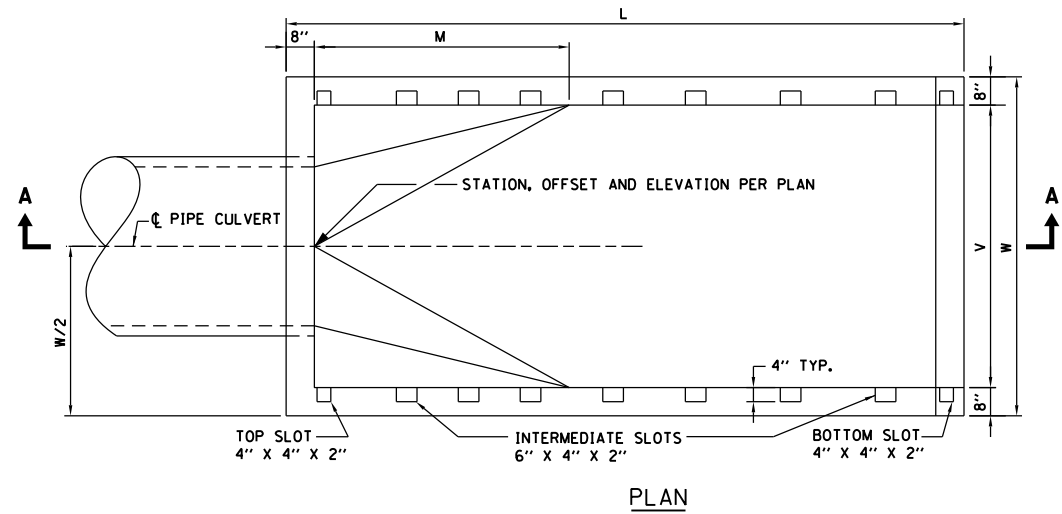 L
8" M
8"
STATION, OFFSET AND ELEVATION PER PLAN
A
A
℄ PIPE CULVERT
V
W
W/2
4" TYP.
8"
TOP SLOT
4" X 4" X 2"
INTERMEDIATE SLOTS
6" X 4" X 2"
BOTTOM SLOT
4" X 4" X 2"
PLAN